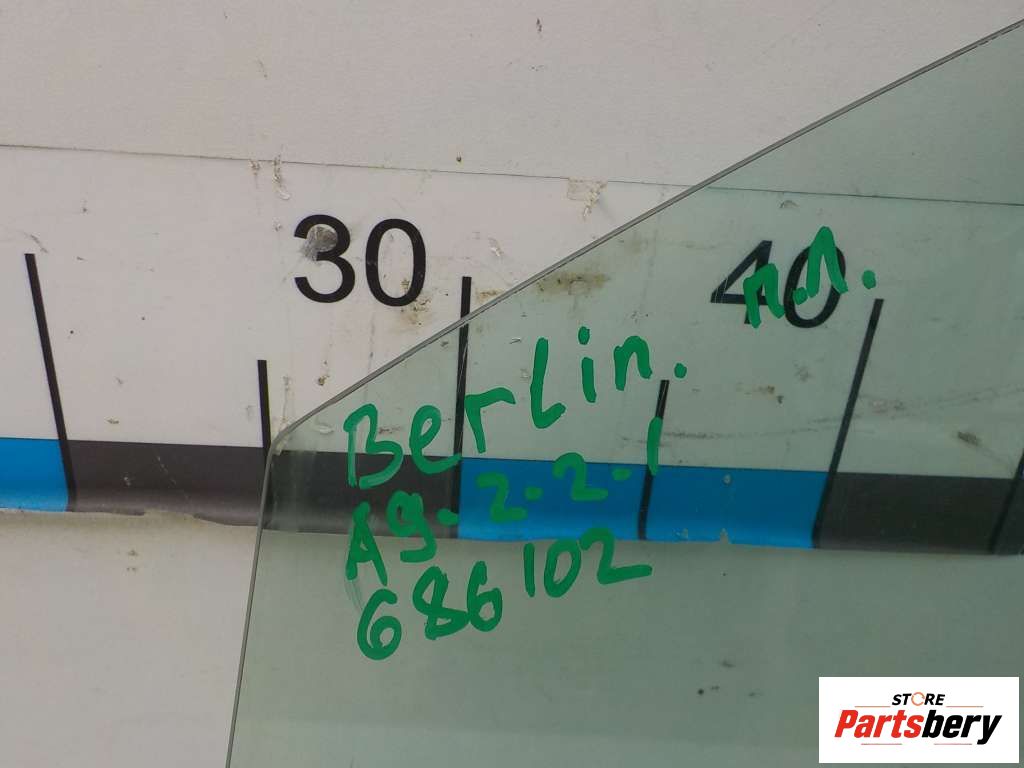 30
40
п.л.
Berlin.
A9-2-2-1
686102
STORE
Partsbery